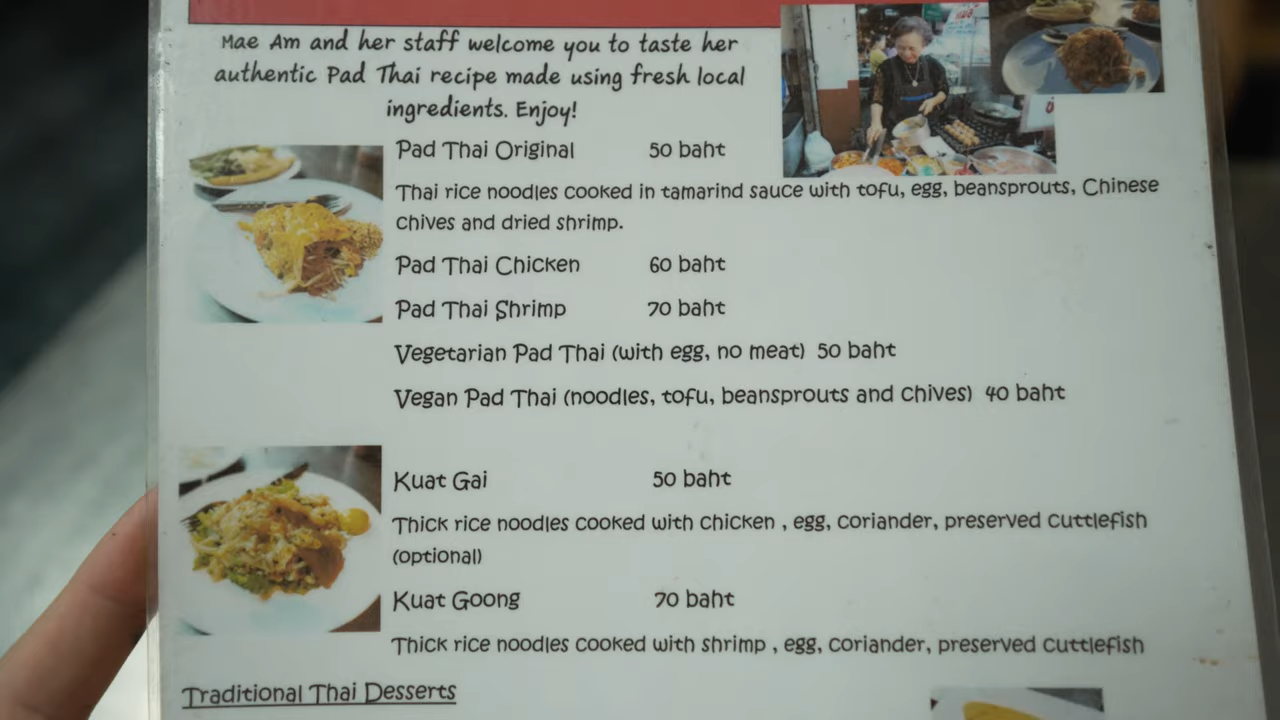 Mae Am and her staff welcome you to taste her
authentic Pad Thai recipe made using fresh local
ingredients. Enjoy!
Pad Thai Original 50 baht
Thai rice noodles cooked in tamarind sauce with tofu, egg, beansprouts, Chinese
chives and dried shrimp.
Pad Thai Chicken 60 baht
Pad Thai Shrimp 70 baht
Vegetarian Pad Thai (with egg, no meat) 50 baht
Vegan Pad Thai (noodles, tofu, beansprouts and chives) 40 baht
Kuat Gai 50 baht
Thick rice noodles cooked with chicken , egg, coriander, preserved cuttlefish
(optional)
Kuat Goong 70 baht
Thick rice noodles cooked with shrimp , egg, coriander, preserved cuttlefish
Traditional Thai Desserts